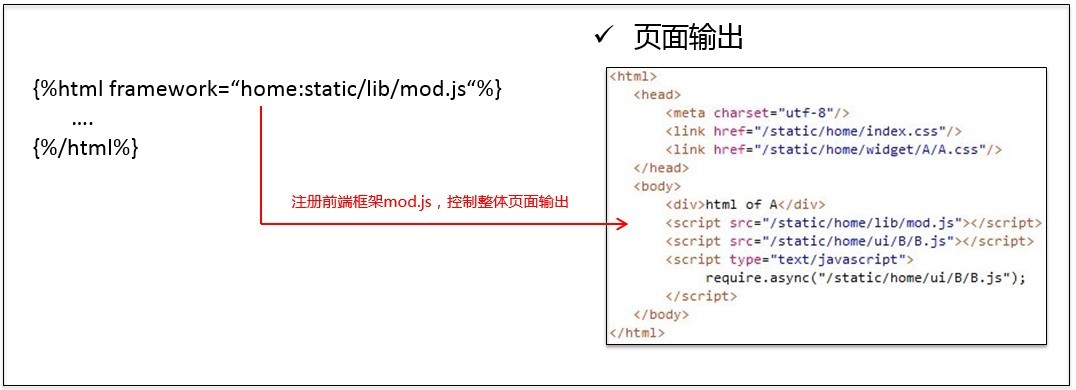 ✓ 页面输出
{%html framework=“home:static/lib/mod.js“%}
....
{%/html%}
注册前端框架mod.js，控制整体页面输出
<html>
<head>
<meta charset="utf-8"/>
<link href="/static/home/index.css"/>
<link href="/static/home/widget/A/A.css"/>
</head>
<body>
<div>html of A</div>
<script src="/static/home/lib/mod.js"></script>
<script src="/static/home/ui/B/B.js"></script>
<script type="text/javascript">
require.async("/static/home/ui/B/B.js");
</script>
</body>
</html>